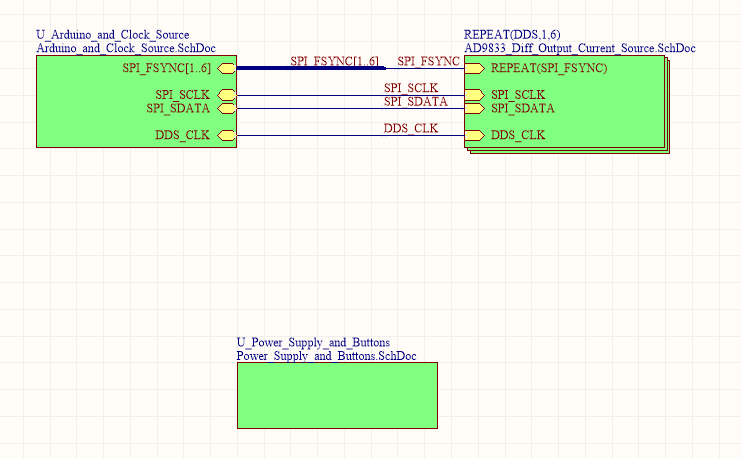 U_Arduino_and_Clock_Source
Arduino_and_Clock_Source.SchDoc
REPEAT(DDS,1,6)
AD9833_Diff_Output_Current_Source.SchDoc
SPI_FSYNC[1..6]
SPI_FSYNC[1..6]
SPI_FSYNC
REPEAT(SPI_FSYNC)
SPI_SCLK
SPI_SCLK
SPI_SCLK
SPI_SDATA
SPI_SDATA
SPI_SDATA
DDS_CLK
DDS_CLK
DDS_CLK
U_Power_Supply_and_Buttons
Power_Supply_and_Buttons.SchDoc